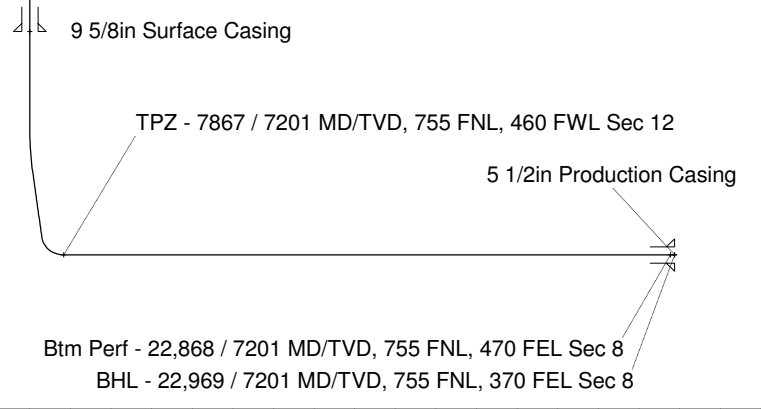 9 5/8in Surface Casing
TPZ - 7867 / 7201 MD/TVD, 755 FNL, 460 FWL Sec 12
5 1/2in Production Casing
Btm Perf - 22,868 / 7201 MD/TVD, 755 FNL, 470 FEL Sec 8
BHL - 22,969 / 7201 MD/TVD, 755 FNL, 370 FEL Sec 8